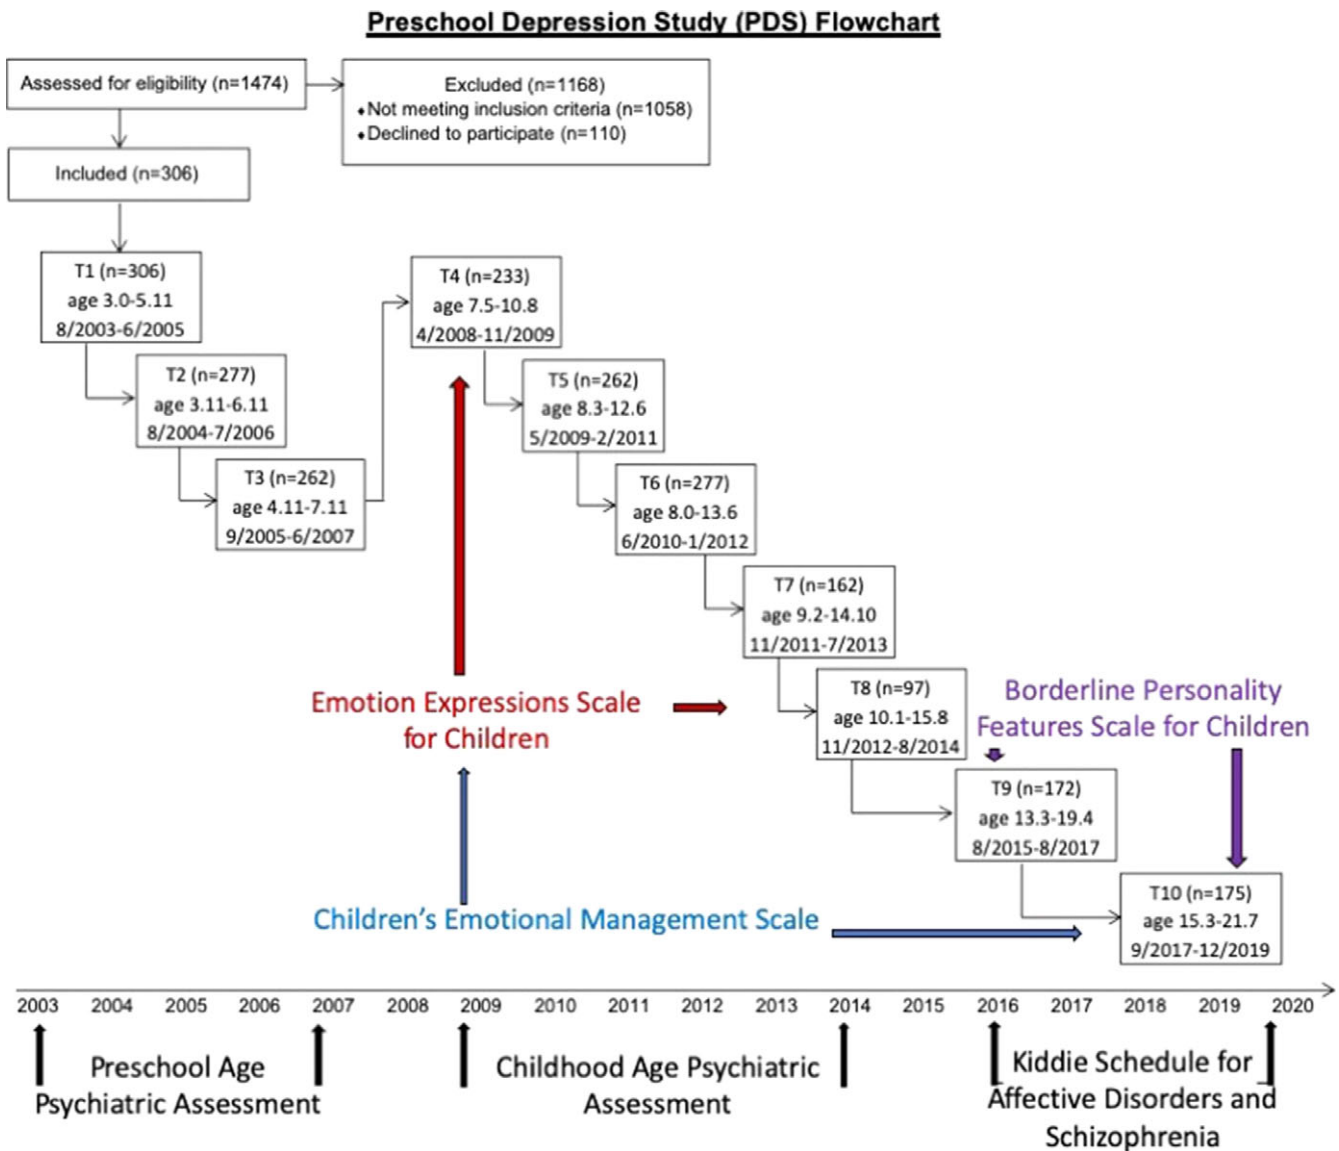 Preschool Depression Study (PDS) Flowchart
Assessed for eligibility (n=1474)
Excluded (n=1168)
♦Not meeting inclusion criteria (n=1058)
♦Declined to participate (n=110)
Included (n=306)
T1 (n=306)
age 3.0-5.11
8/2003-6/2005
T2 (n=277)
age 3.11-6.11
8/2004-7/2006
T3 (n=262)
age 4.11-7.11
9/2005-6/2007
T4 (n=233)
age 7.5-10.8
4/2008-11/2009
T5 (n=262)
age 8.3-12.6
5/2009-2/2011
T6 (n=277)
age 8.0-13.6
6/2010-1/2012
T7 (n=162)
age 9.2-14.10
11/2011-7/2013
T8 (n=97)
age 10.1-15.8
11/2012-8/2014
Emotion Expressions Scale
for Children
Borderline Personality
Features Scale for Children
T9 (n=172)
age 13.3-19.4
8/2015-8/2017
T10 (n=175)
age 15.3-21.7
9/2017-12/2019
Children's Emotional Management Scale
2003 2004 2005 2006 2007 2008 2009 2010 2011 2012 2013 2014 2015 2016 2017 2018 2019 2020
Preschool Age
Psychiatric Assessment
Childhood Age Psychiatric
Assessment
Kiddie Schedule for
Affective Disorders and
Schizophrenia